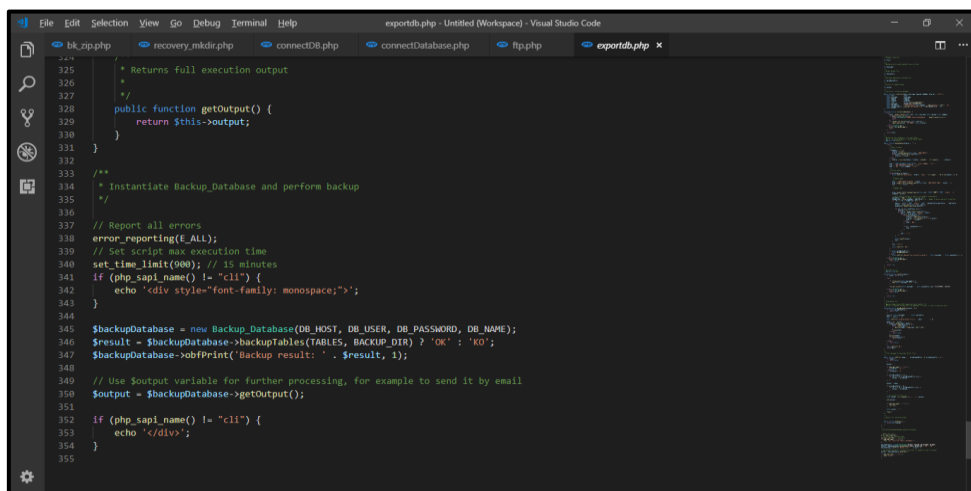 File Edit Selection View Go Debug Terminal Help exportdb.php - Untitled (Workspace) - Visual Studio Code
bk_zip.php recovery_mkdir.php connectDB.php connectDatabase.php ftp.php exportdb.php ×
324 /**
325 * Returns full execution output
326 *
327 */
328 public function getOutput() {
329 return $this->output;
330 }
331 }
332
333 /**
334 * Instantiate Backup_Database and perform backup
335 */
336
337 // Report all errors
338 error_reporting(E_ALL);
339 // Set script max execution time
340 set_time_limit(900); // 15 minutes
341 if (php_sapi_name() != "cli") {
342 echo '<div style="font-family: monospace;">';
343 }
344
345 $backupDatabase = new Backup_Database(DB_HOST, DB_USER, DB_PASSWORD, DB_NAME);
346 $result = $backupDatabase->backupTables(TABLES, BACKUP_DIR) ? 'OK' : 'KO';
347 $backupDatabase->obfPrint('Backup result: ' . $result, 1);
348
349 // Use $output variable for further processing, for example to send it by email
350 $output = $backupDatabase->getOutput();
351
352 if (php_sapi_name() != "cli") {
353 echo '</div>';
354 }
355